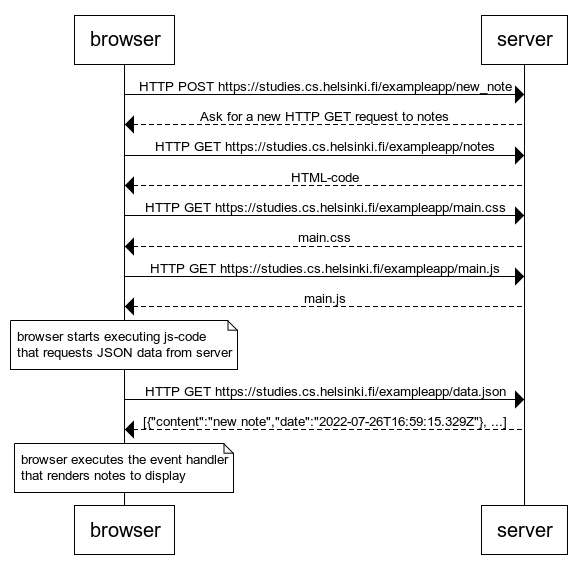 browser
server
HTTP POST https://studies.cs.helsinki.fi/exampleapp/new_note
Ask for a new HTTP GET request to notes
HTTP GET https://studies.cs.helsinki.fi/exampleapp/notes
HTML-code
HTTP GET https://studies.cs.helsinki.fi/exampleapp/main.css
main.css
HTTP GET https://studies.cs.helsinki.fi/exampleapp/main.js
main.js
browser starts executing js-code
that requests JSON data from server
HTTP GET https://studies.cs.helsinki.fi/exampleapp/data.json
[{"content":"new note","date":"2022-07-26T16:59:15.329Z"}, ...]
browser executes the event handler
that renders notes to display
browser
server